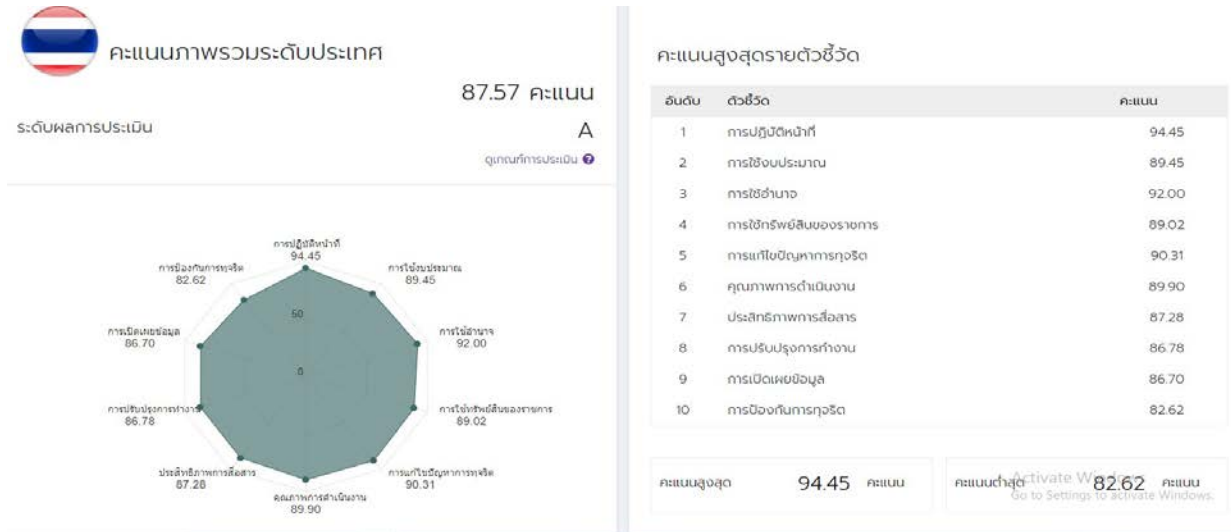 คะแนนภาพรวมระดับประเทศ
87.57 คะแนน
ระดับผลการประเมิน
A
ดูเกณฑ์การประเมิน
การปฏิบัติหน้าที่
94.45
การป้องกันการทุจริต
82.62
การใช้งบประมาณ
89.45
50
การเปิดเผยข้อมูล
86.70
การใช้อำนาจ
92.00
0
การปรับปรุงการทำงาน
86.78
การใช้ทรัพย์สินของราชการ
89.02
ประสิทธิภาพการสื่อสาร
87.28
การแก้ไขปัญหาการทุจริต
90.31
คุณภาพการดำเนินงาน
89.90
คะแนนสูงสุดรายตัวชี้วัด
อันดับ ตัวชี้วัด คะแนน
1 การปฏิบัติหน้าที่ 94.45
2 การใช้งบประมาณ 89.45
3 การใช้อำนาจ 92.00
4 การใช้ทรัพย์สินของราชการ 89.02
5 การแก้ไขปัญหาการทุจริต 90.31
6 คุณภาพการดำเนินงาน 89.90
7 ประสิทธิภาพการสื่อสาร 87.28
8 การปรับปรุงการทำงาน 86.78
9 การเปิดเผยข้อมูล 86.70
10 การป้องกันการทุจริต 82.62
คะแนนสูงสุด 94.45 คะแนน
คะแนนต่ำสุด 82.62 คะแนน
Activate Windows
Go to Settings to activate Windows.